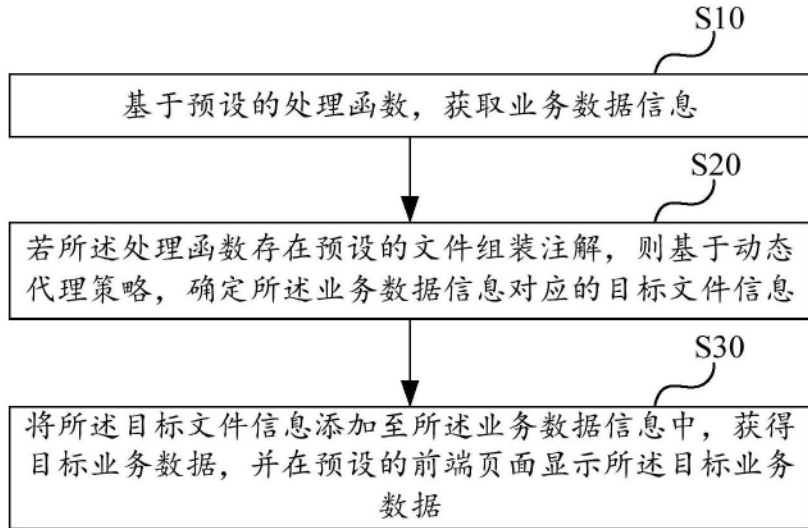 S10
基于预设的处理函数，获取业务数据信息
S20
若所述处理函数存在预设的文件组装注解，则基于动态
代理策略，确定所述业务数据信息对应的目标文件信息
S30
将所述目标文件信息添加至所述业务数据信息中，获得
目标业务数据，并在预设的前端页面显示所述目标业务
数据